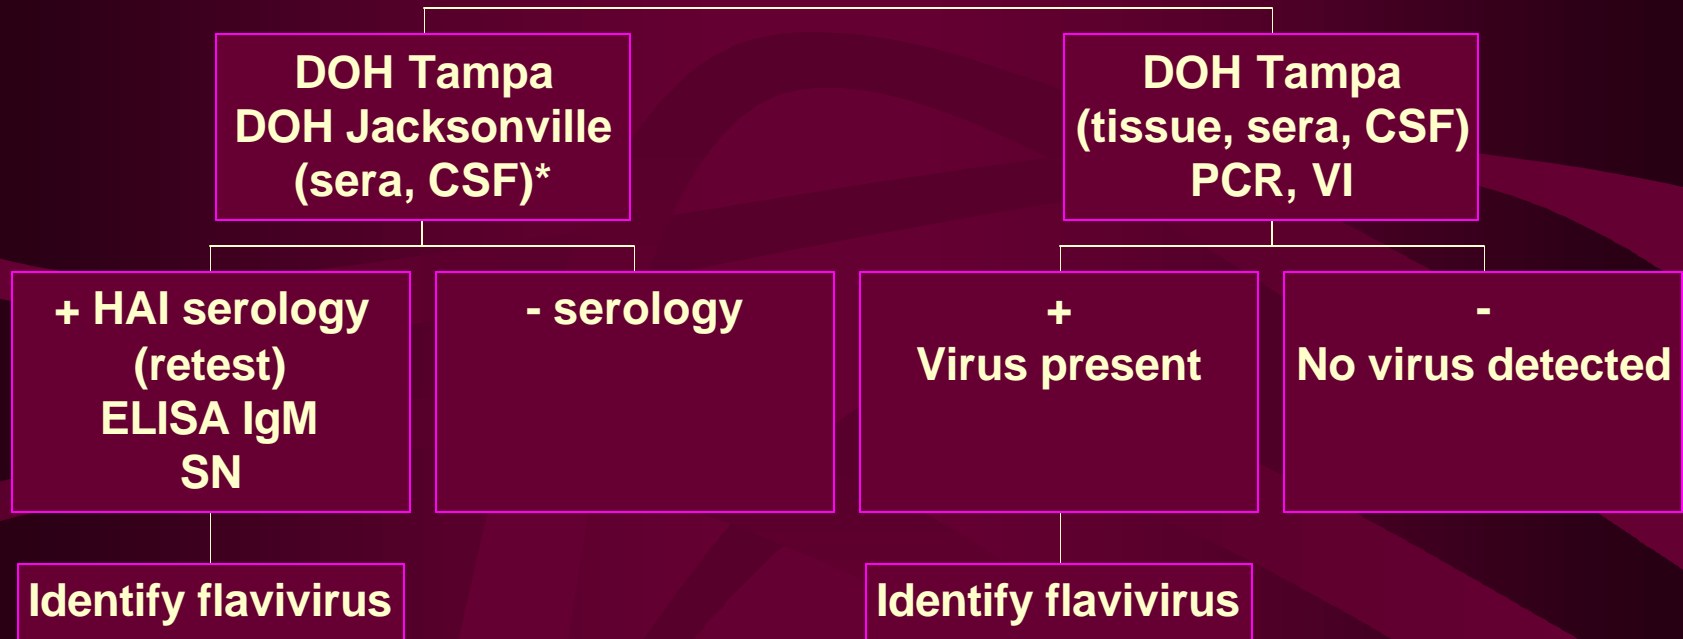 DOH Tampa
DOH Jacksonville
(sera, CSF)*
DOH Tampa
(tissue, sera, CSF)
PCR, VI
+ HAI serology
(retest)
ELISA IgM
SN
- serology
+
Virus present
-
No virus detected
Identify flavivirus
Identify flavivirus